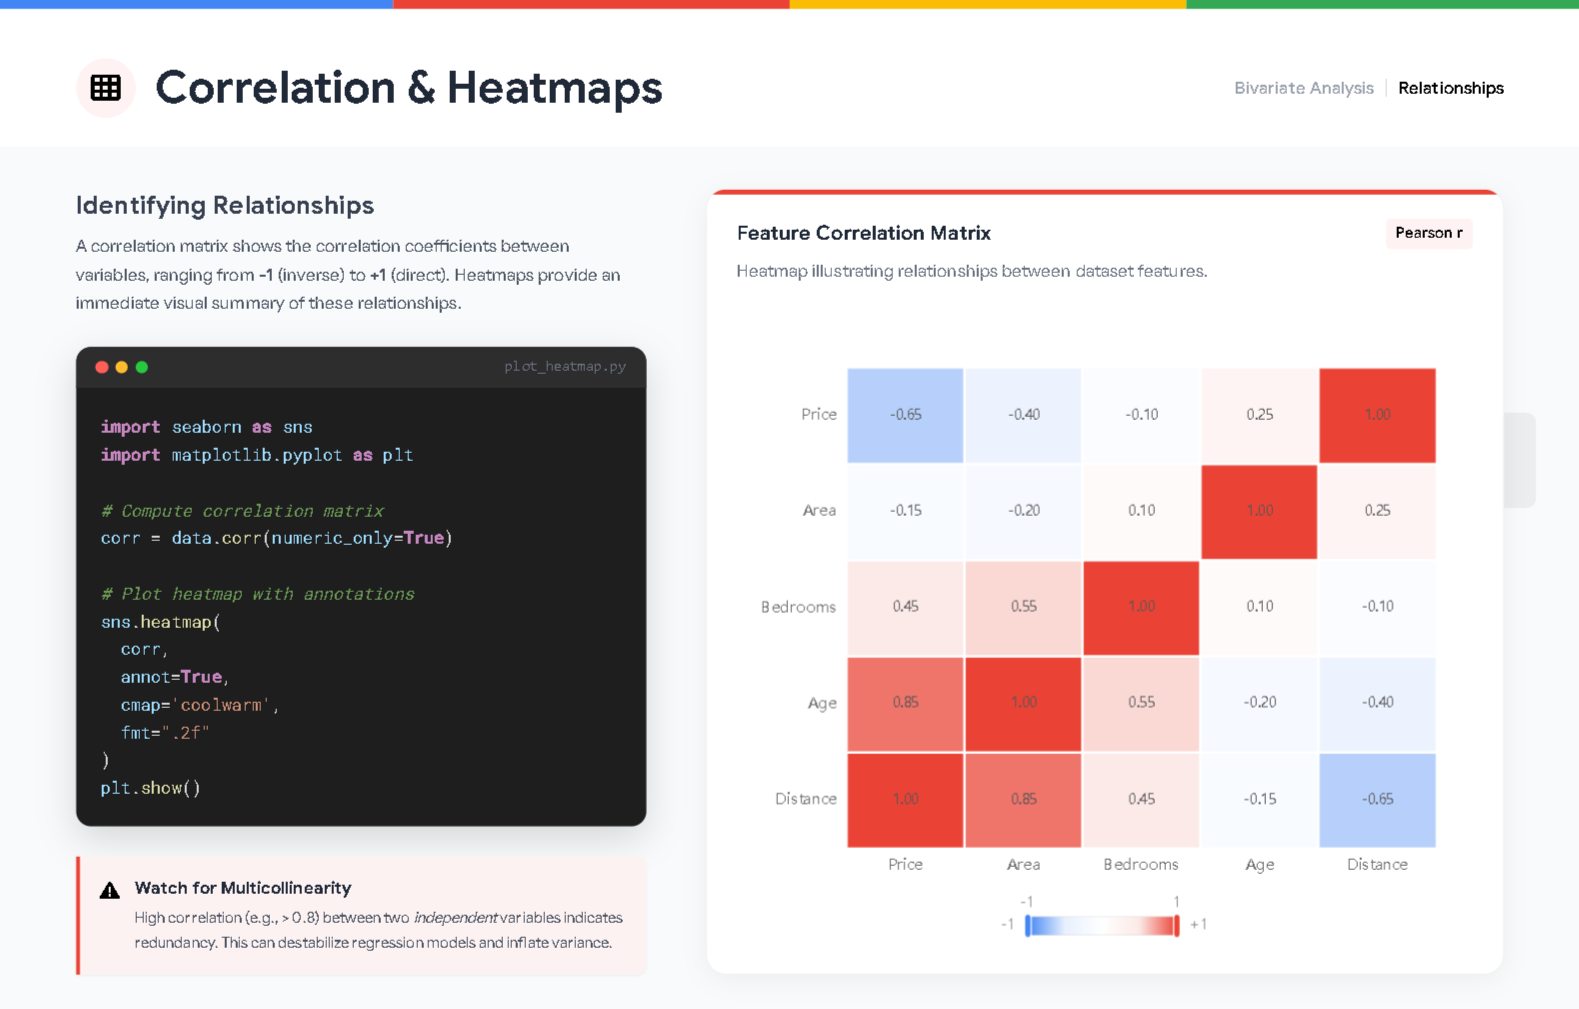 Correlation & Heatmaps
Bivariate Analysis | Relationships
Identifying Relationships
A correlation matrix shows the correlation coefficients between
variables, ranging from -1 (inverse) to +1 (direct). Heatmaps provide an
immediate visual summary of these relationships.
plot_heatmap.py
import seaborn as sns
import matplotlib.pyplot as plt
# Compute correlation matrix
corr = data.corr(numeric_only=True)
# Plot heatmap with annotations
sns.heatmap(
  corr,
  annot=True,
  cmap='coolwarm',
  fmt=".2f"
)
plt.show()
Watch for Multicollinearity
High correlation (e.g., > 0.8) between two independent variables indicates
redundancy. This can destabilize regression models and inflate variance.
Feature Correlation Matrix
Pearson r
Heatmap illustrating relationships between dataset features.
Price -0.65 -0.40 -0.10 0.25 1.00
Area -0.15 -0.20 0.10 1.00 0.25
Bedrooms 0.45 0.55 1.00 0.10 -0.10
Age 0.85 1.00 0.55 -0.20 -0.40
Distance 1.00 0.85 0.45 -0.15 -0.65
Price Area Bedrooms Age Distance
-1 1
-1 +1